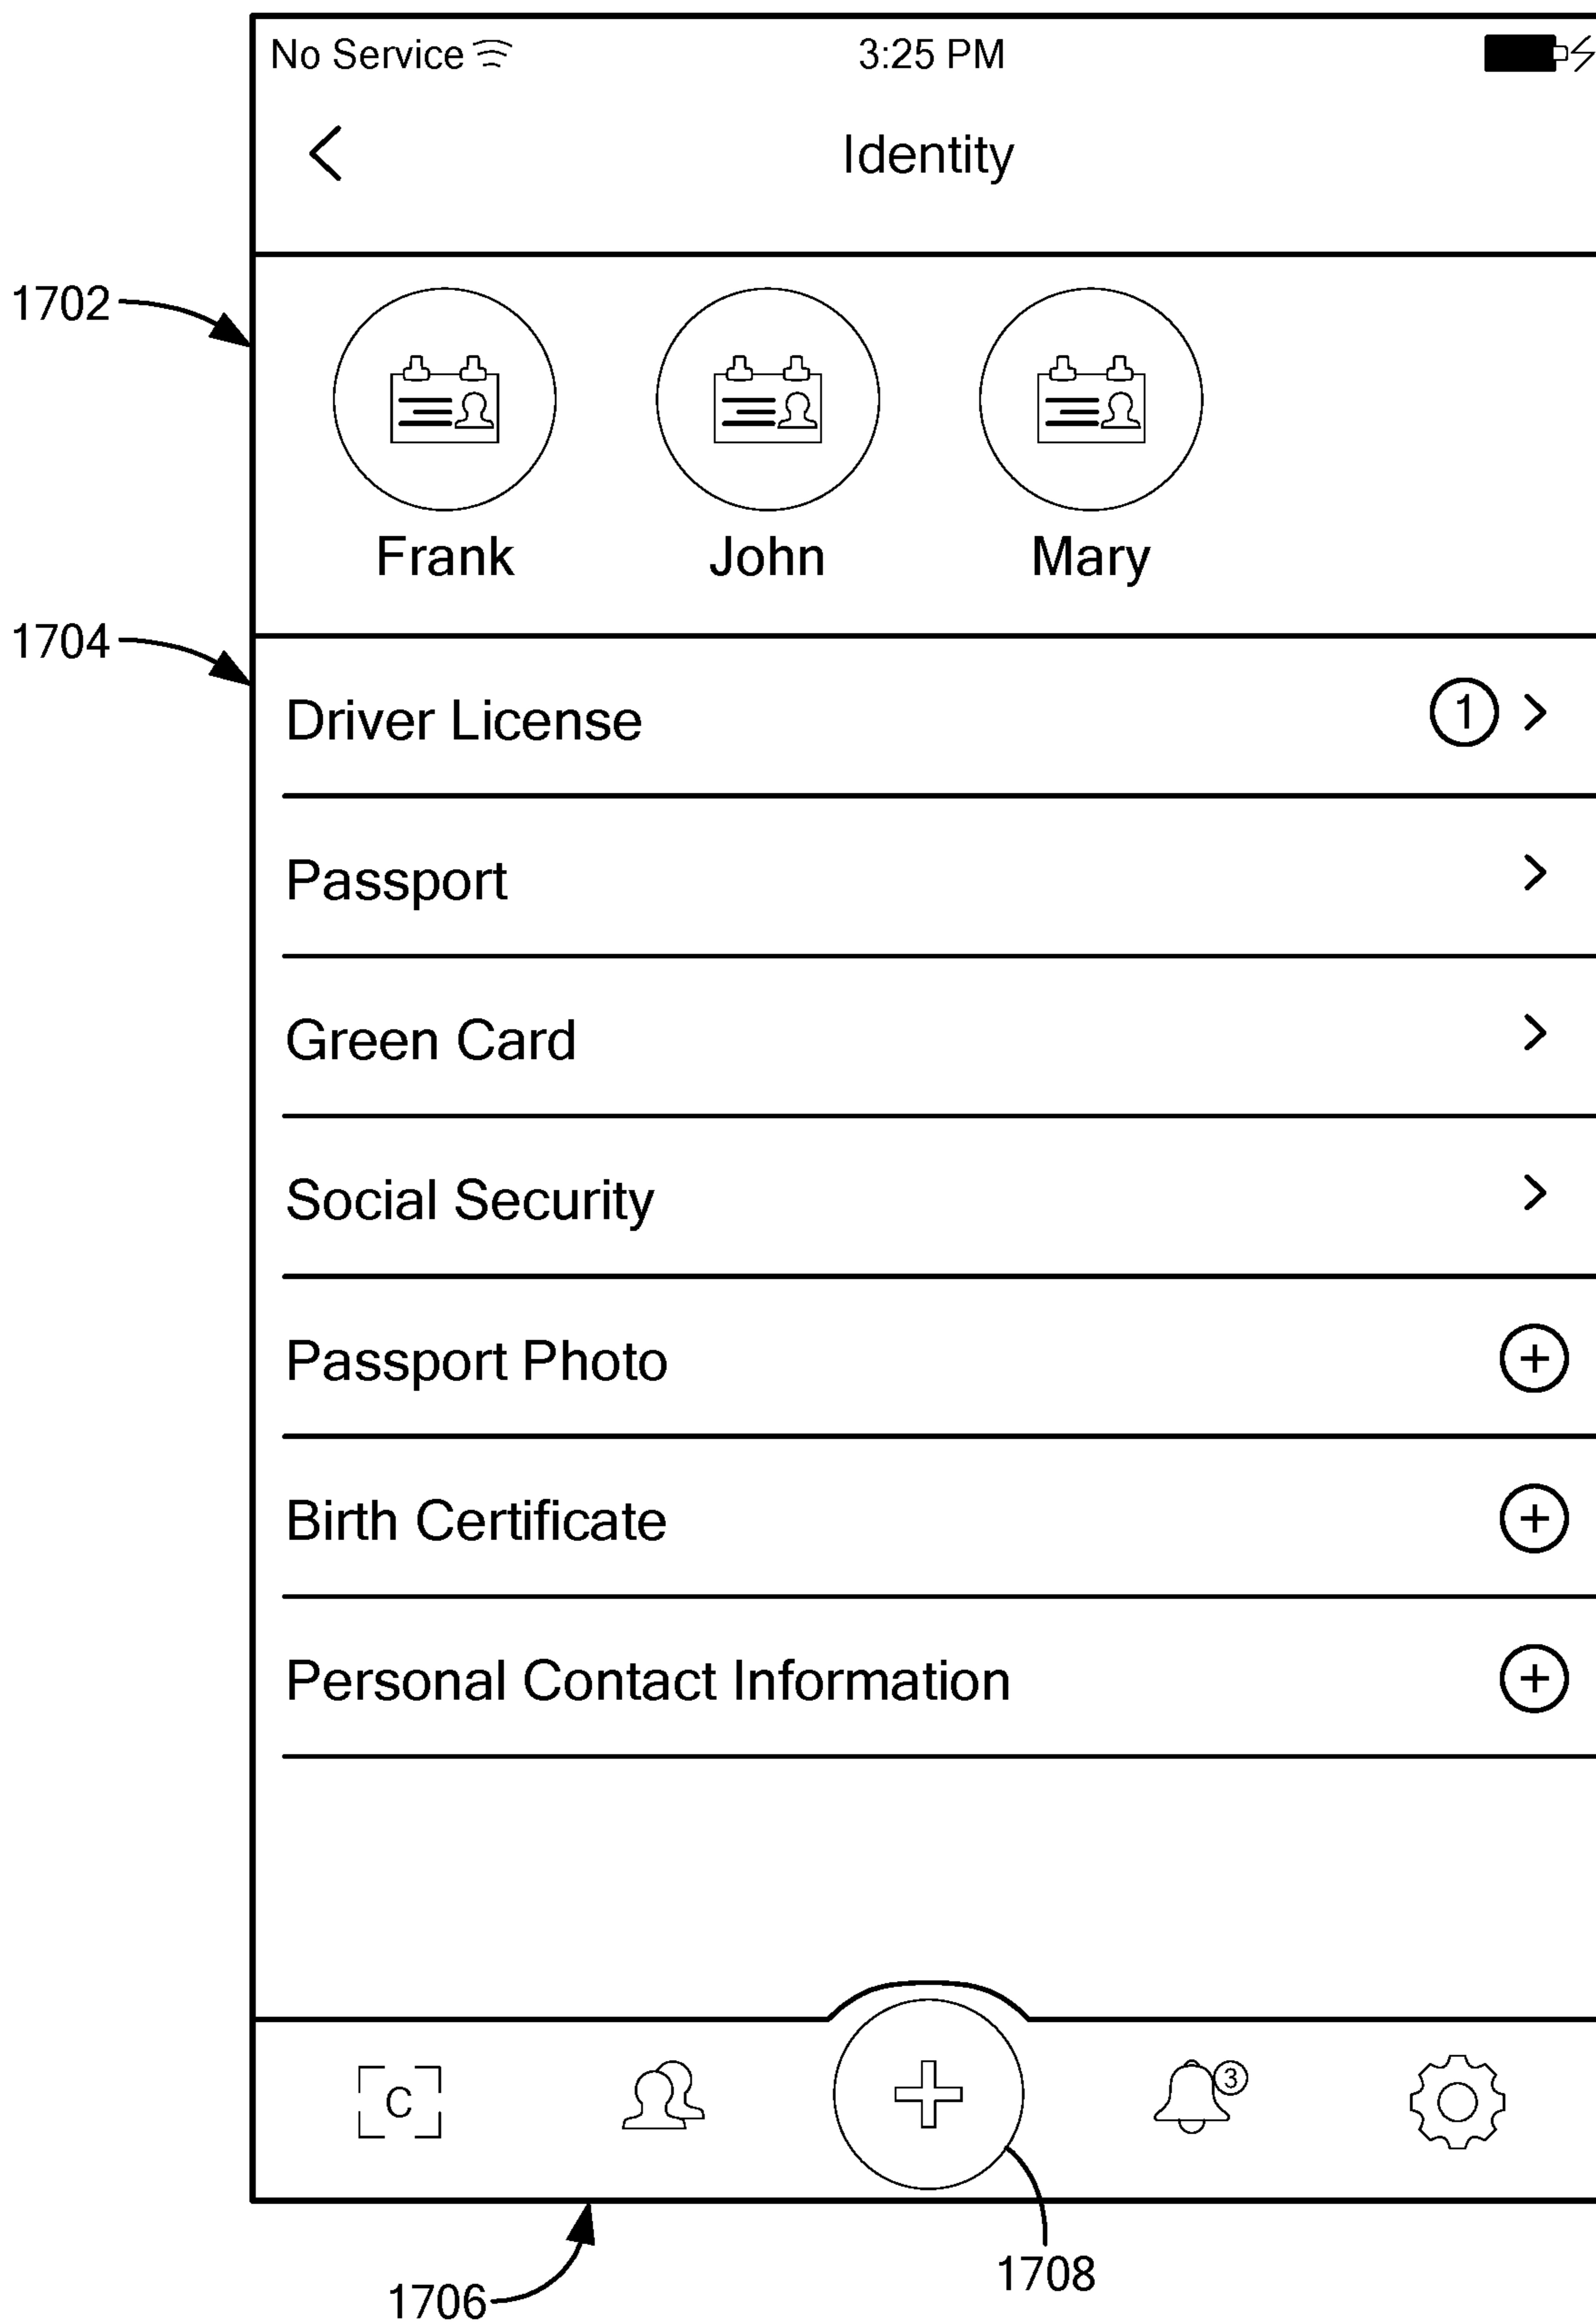 No Service 3:25 PM
Identity
1702
Frank John Mary
1704
Driver License 1
Passport
Green Card
Social Security
Passport Photo
Birth Certificate
Personal Contact Information
C 3
1708
1706